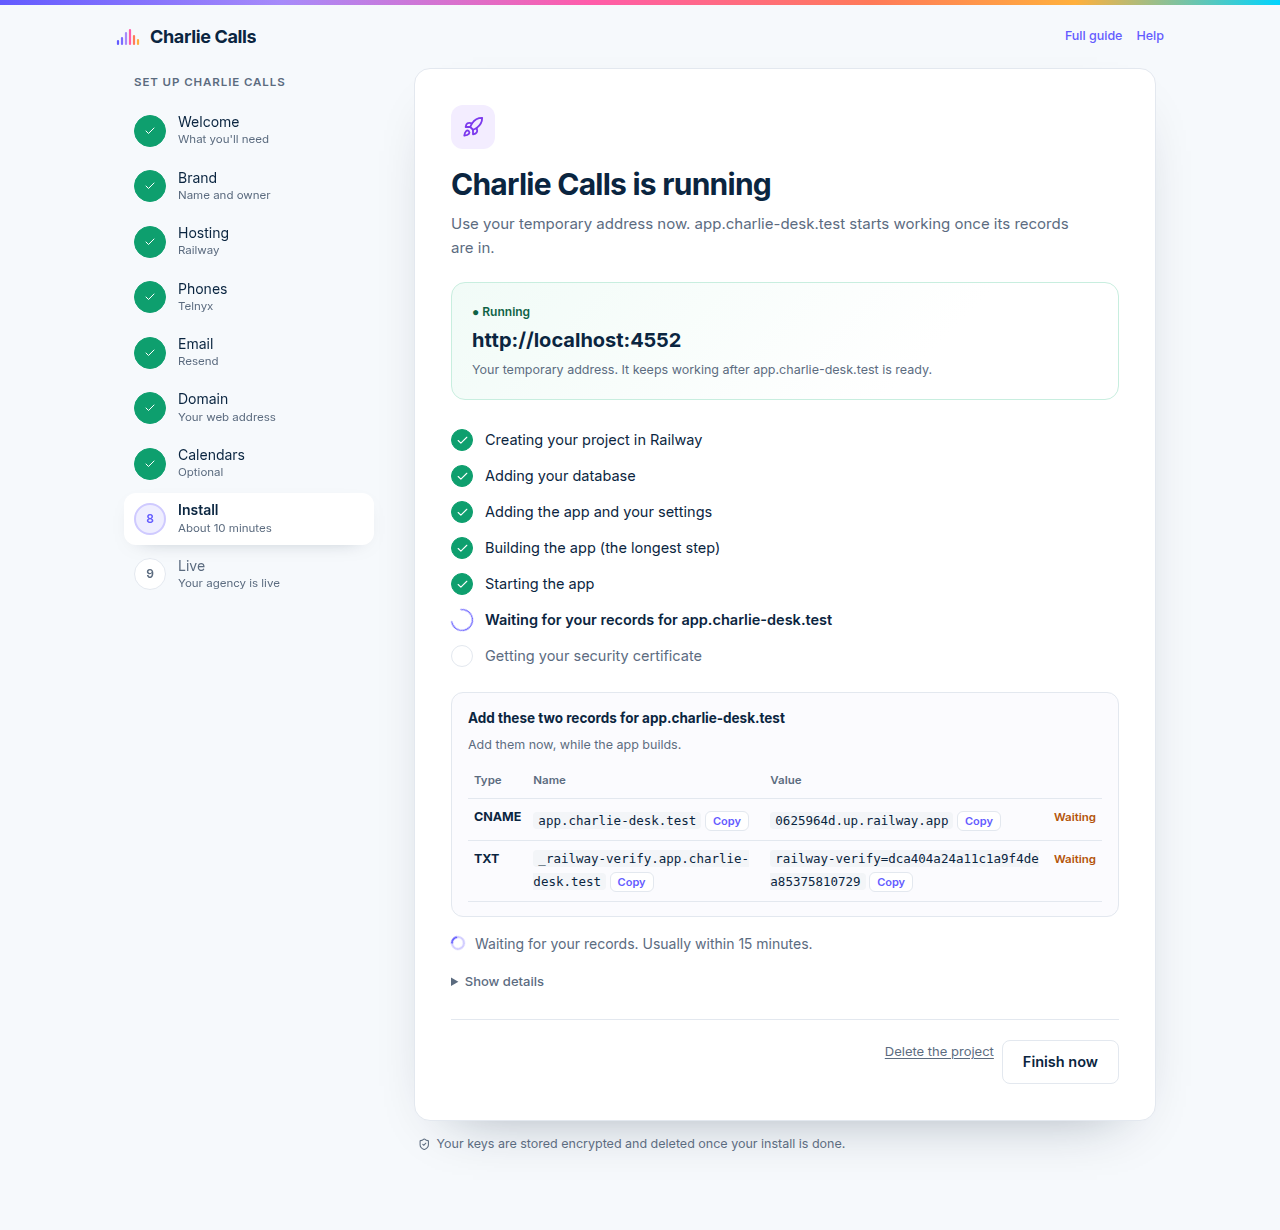 Charlie Calls
Full guide Help
SET UP CHARLIE CALLS
Welcome
What you'll need
Brand
Name and owner
Hosting
Railway
Phones
Telnyx
Email
Resend
Domain
Your web address
Calendars
Optional
8
Install
About 10 minutes
9
Live
Your agency is live
Charlie Calls is running
Use your temporary address now. app.charlie-desk.test starts working once its records
are in.
● Running
http://localhost:4552
Your temporary address. It keeps working after app.charlie-desk.test is ready.
Creating your project in Railway
Adding your database
Adding the app and your settings
Building the app (the longest step)
Starting the app
Waiting for your records for app.charlie-desk.test
Getting your security certificate
Add these two records for app.charlie-desk.test
Add them now, while the app builds.
Type Name Value
CNAME app.charlie-desk.test Copy 0625964d.up.railway.app Copy Waiting
TXT _railway-verify.app.charlie- railway-verify=dca404a24a11c1a9f4de Waiting
desk.test Copy a85375810729 Copy
Waiting for your records. Usually within 15 minutes.
Show details
Delete the project Finish now
Your keys are stored encrypted and deleted once your install is done.